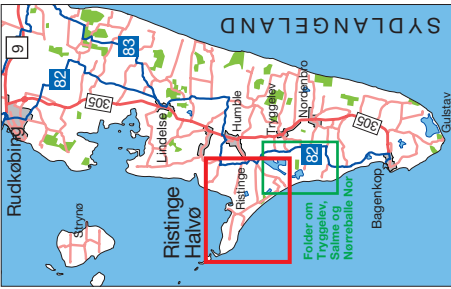 SYDLANGELAND
9
83
82
305
Rudkøbing
Lindelse
Humble
Tryggelev
Nordenbro
305
Strynø
Ristinge
Halvø
Ristinge
82
Gulstav
Bagenkop
Folder om
Tryggelev,
Salme og
Nørreballe Nor